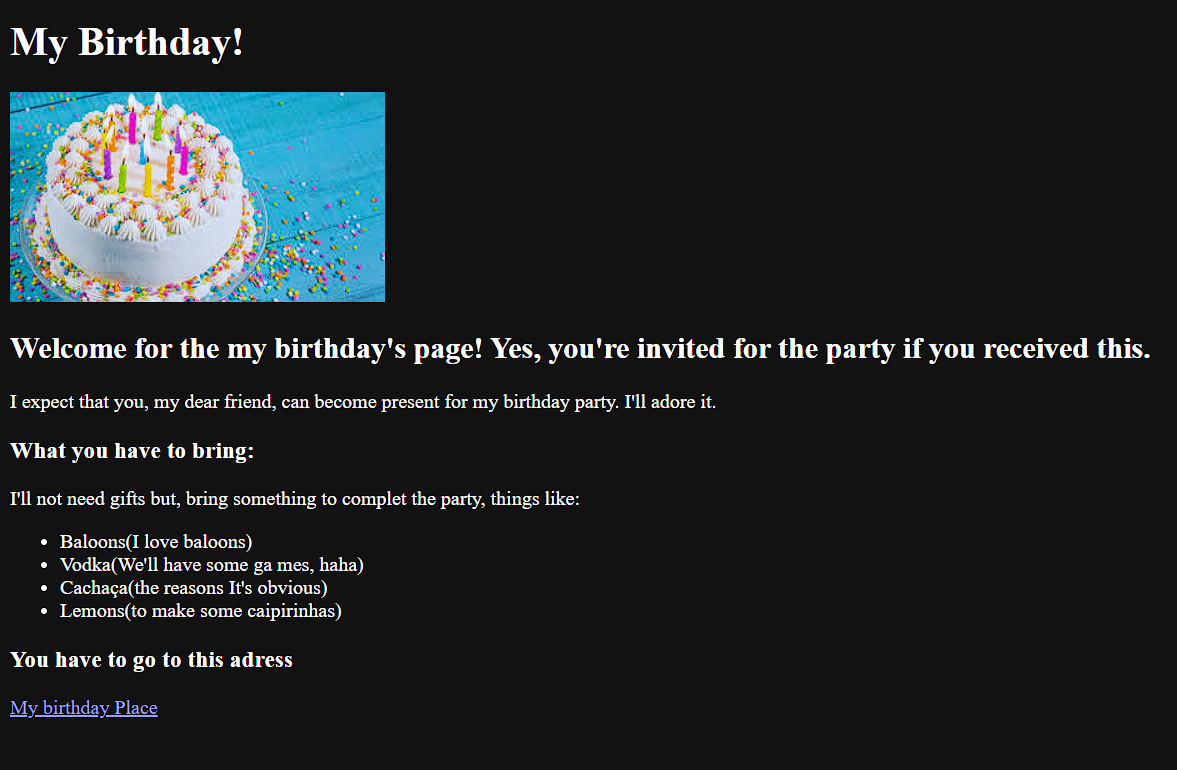 My Birthday!
Welcome for the my birthday's page! Yes, you're invited for the party if you received this.
I expect that you, my dear friend, can become present for my birthday party. I'll adore it.
What you have to bring:
I'll not need gifts but, bring something to complet the party, things like:
• Baloons(I love baloons)
• Vodka(We'll have some ga mes, haha)
• Cachaça(the reasons It's obvious)
• Lemons(to make some caipirinhas)
You have to go to this adress
My birthday Place